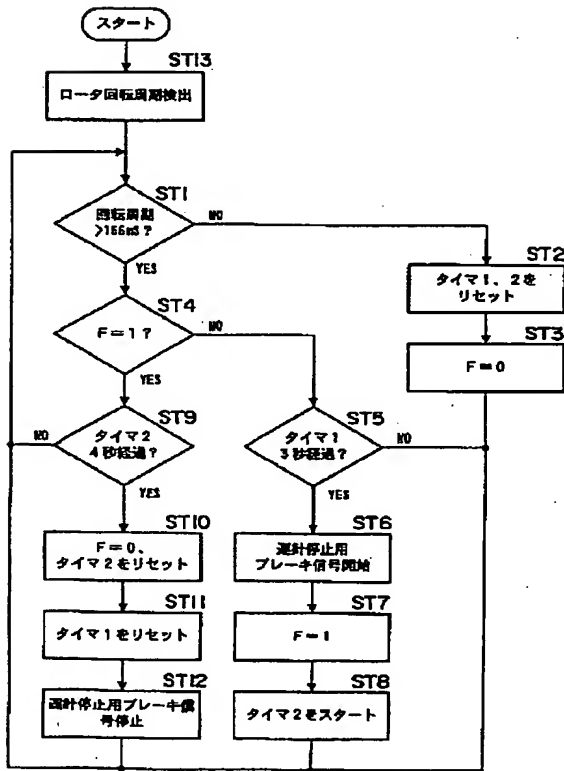 スタート
ST13
ロータ回転周期検出
ST1
回転周期
NO
YES
ST2
タイマ1、2を
リセット
ST4
F=1?
NO
YES
ST3
F=0
ST9
タイマ2
4秒経過?
NO
YES
ST5
タイマ1
3秒経過?
NO
YES
ST10
F=0、
タイマ2をリセット
ST6
運針停止用
ブレーキ信号開始
ST11
タイマ1をリセット
ST7
F=1
ST12
運針停止用ブレーキ信
号停止
ST8
タイマ2をスタート